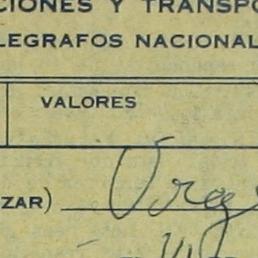 CIONES Y TRANSPO
LEGRAFOS NACIONAL
VALORES
ZAR)